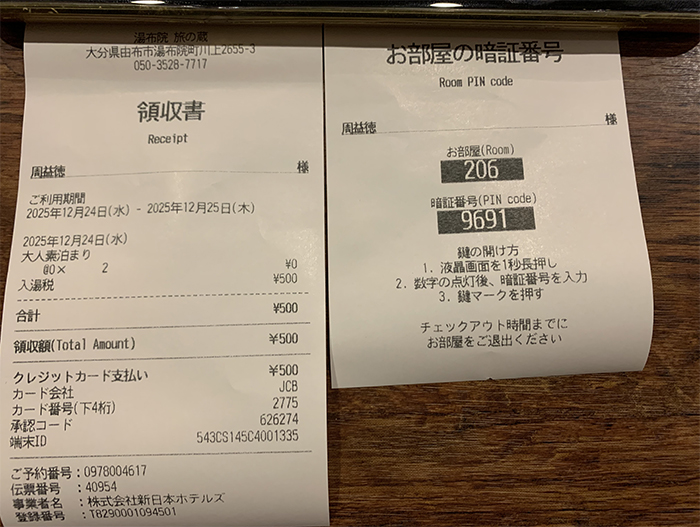 湯布院 旅の蔵
大分県由布市湯布院町川上2655-3
050-3528-7717
領収書
Receipt
周益徳 様
ご利用期間
2025年12月24日(水) - 2025年12月25日(木)
2025年12月24日(水)
大人素泊まり
@0× 2 ¥0
入湯税 ¥500
合計 ¥500
領収額(Total Amount) ¥500
クレジットカード支払い ¥500
カード会社 JCB
カード番号(下4桁) 2775
承認コード 626274
端末ID 543CS145C4001335
ご予約番号:0978004617
伝票番号 :40954
事業者名 :株式会社新日本ホテルズ
登録番号 :TB290001094501
お部屋の暗証番号
Room PIN code
周益徳 様
お部屋(Room)
206
暗証番号(PIN code)
9691
鍵の開け方
1. 液晶画面を1秒長押し
2. 数字の点灯後、暗証番号を入力
3. 鍵マークを押す
チェックアウト時間までに
お部屋をご退出ください